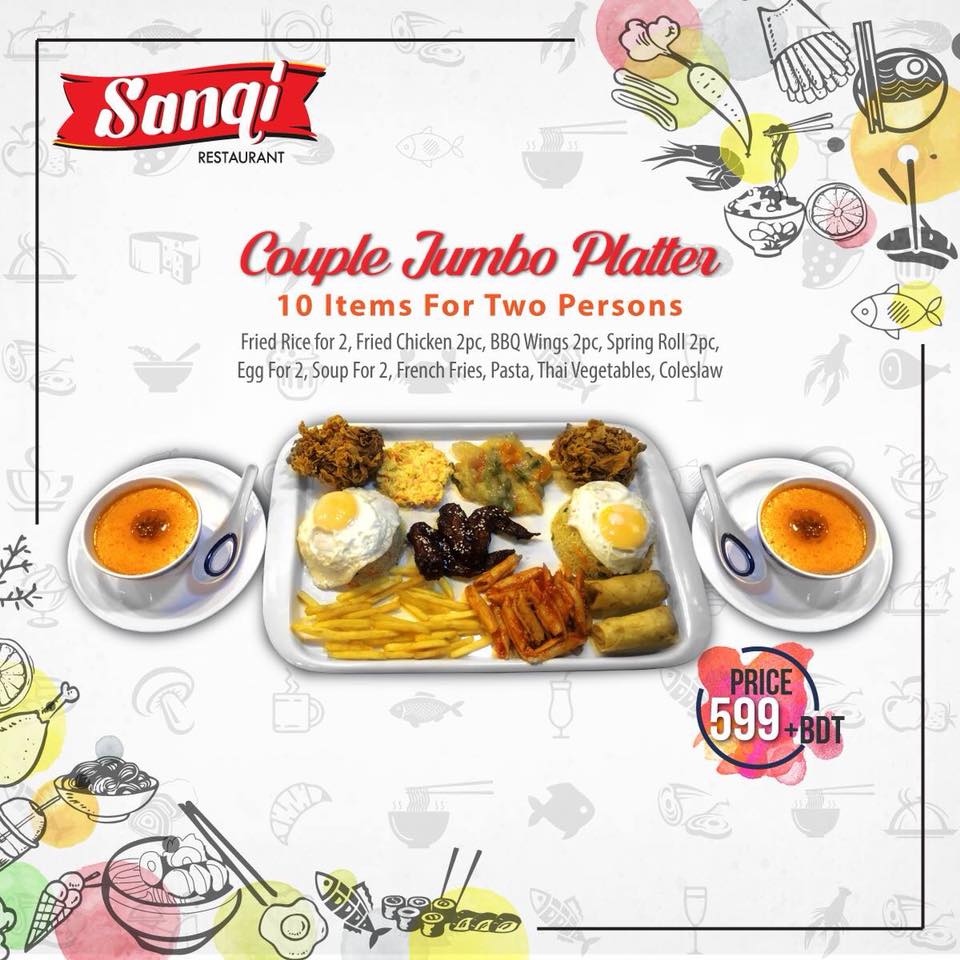 Sanqi
RESTAURANT
Couple Jumbo Platter
10 Items For Two Persons
Fried Rice for 2, Fried Chicken 2pc, BBQ Wings 2pc, Spring Roll 2pc,
Egg For 2, Soup For 2, French Fries, Pasta, Thai Vegetables, Coleslaw
PRICE
599+BDT